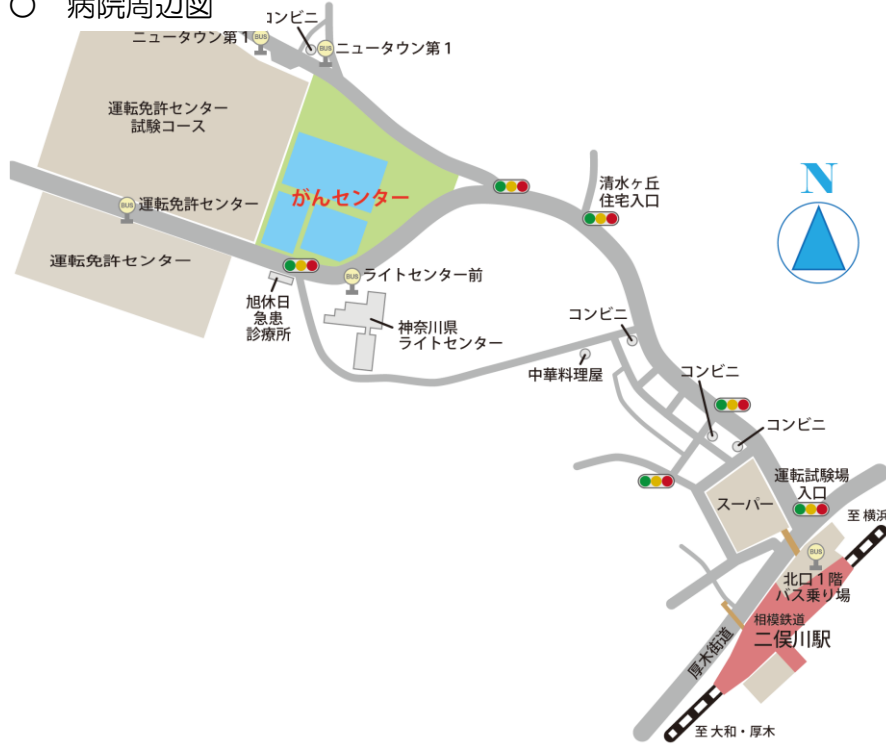 〇 病院周辺図
コンビニ
ニュータウン第1
BUS
BUS
ニュータウン第1
運転免許センター
試験コース
がんセンター
清水ヶ丘
住宅入口
N
BUS
運転免許センター
運転免許センター
BUS
ライトセンター前
旭休日
急患
診療所
神奈川県
ライトセンター
コンビニ
中華料理屋
コンビニ
コンビニ
運転試験場
入口
スーパー
至 横浜
BUS
北口1階
バス乗り場
相模鉄道
二俣川駅
厚木街道
至 大和・厚木